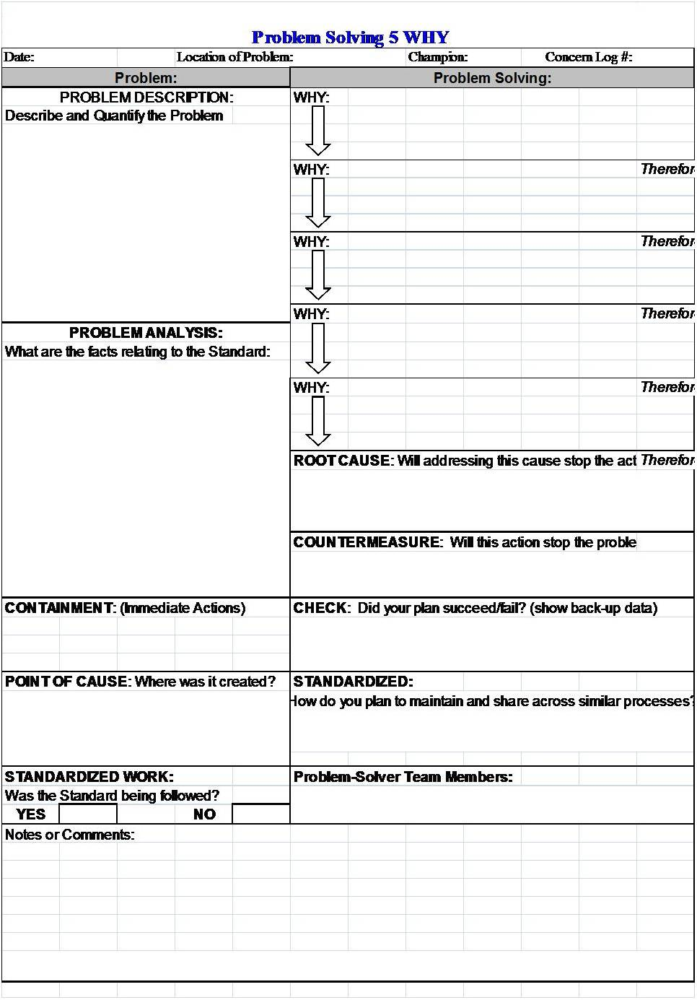 Problem Solving 5 WHY
Date: Location of Problem: Champion: Concern Log #:
Problem: Problem Solving:
PROBLEM DESCRIPTION:
Describe and Quantify the Problem
PROBLEM ANALYSIS:
What are the facts relating to the Standard:
CONTAINMENT: (Immediate Actions)
POINT OF CAUSE: Where was it created?
STANDARDIZED WORK:
Was the Standard being followed?
YES NO
WHY:
WHY: Therefor
WHY: Therefor
WHY: Therefor
WHY: Therefor
ROOT CAUSE: Will addressing this cause stop the act Therefor
COUNTERMEASURE: Will this action stop the proble
CHECK: Did your plan succeed/fail? (show back-up data)
STANDARDIZED:
How do you plan to maintain and share across similar processes?
Problem-Solver Team Members:
Notes or Comments: